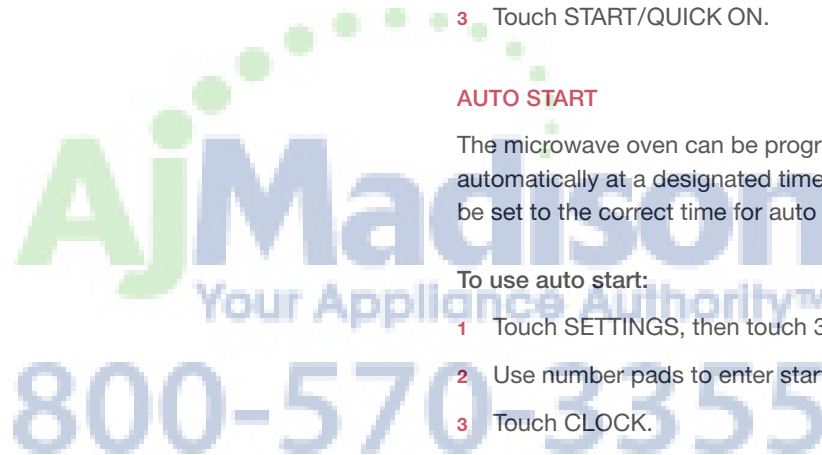 3 Touch START/QUICK ON.
AUTO START
The microwave oven can be progr
automatically at a designated time
be set to the correct time for auto
To use auto start:
1 Touch SETTINGS, then touch 3
2 Use number pads to enter start
3 Touch CLOCK.
AjMadison
Your Appliance Authority™
800-570-3355